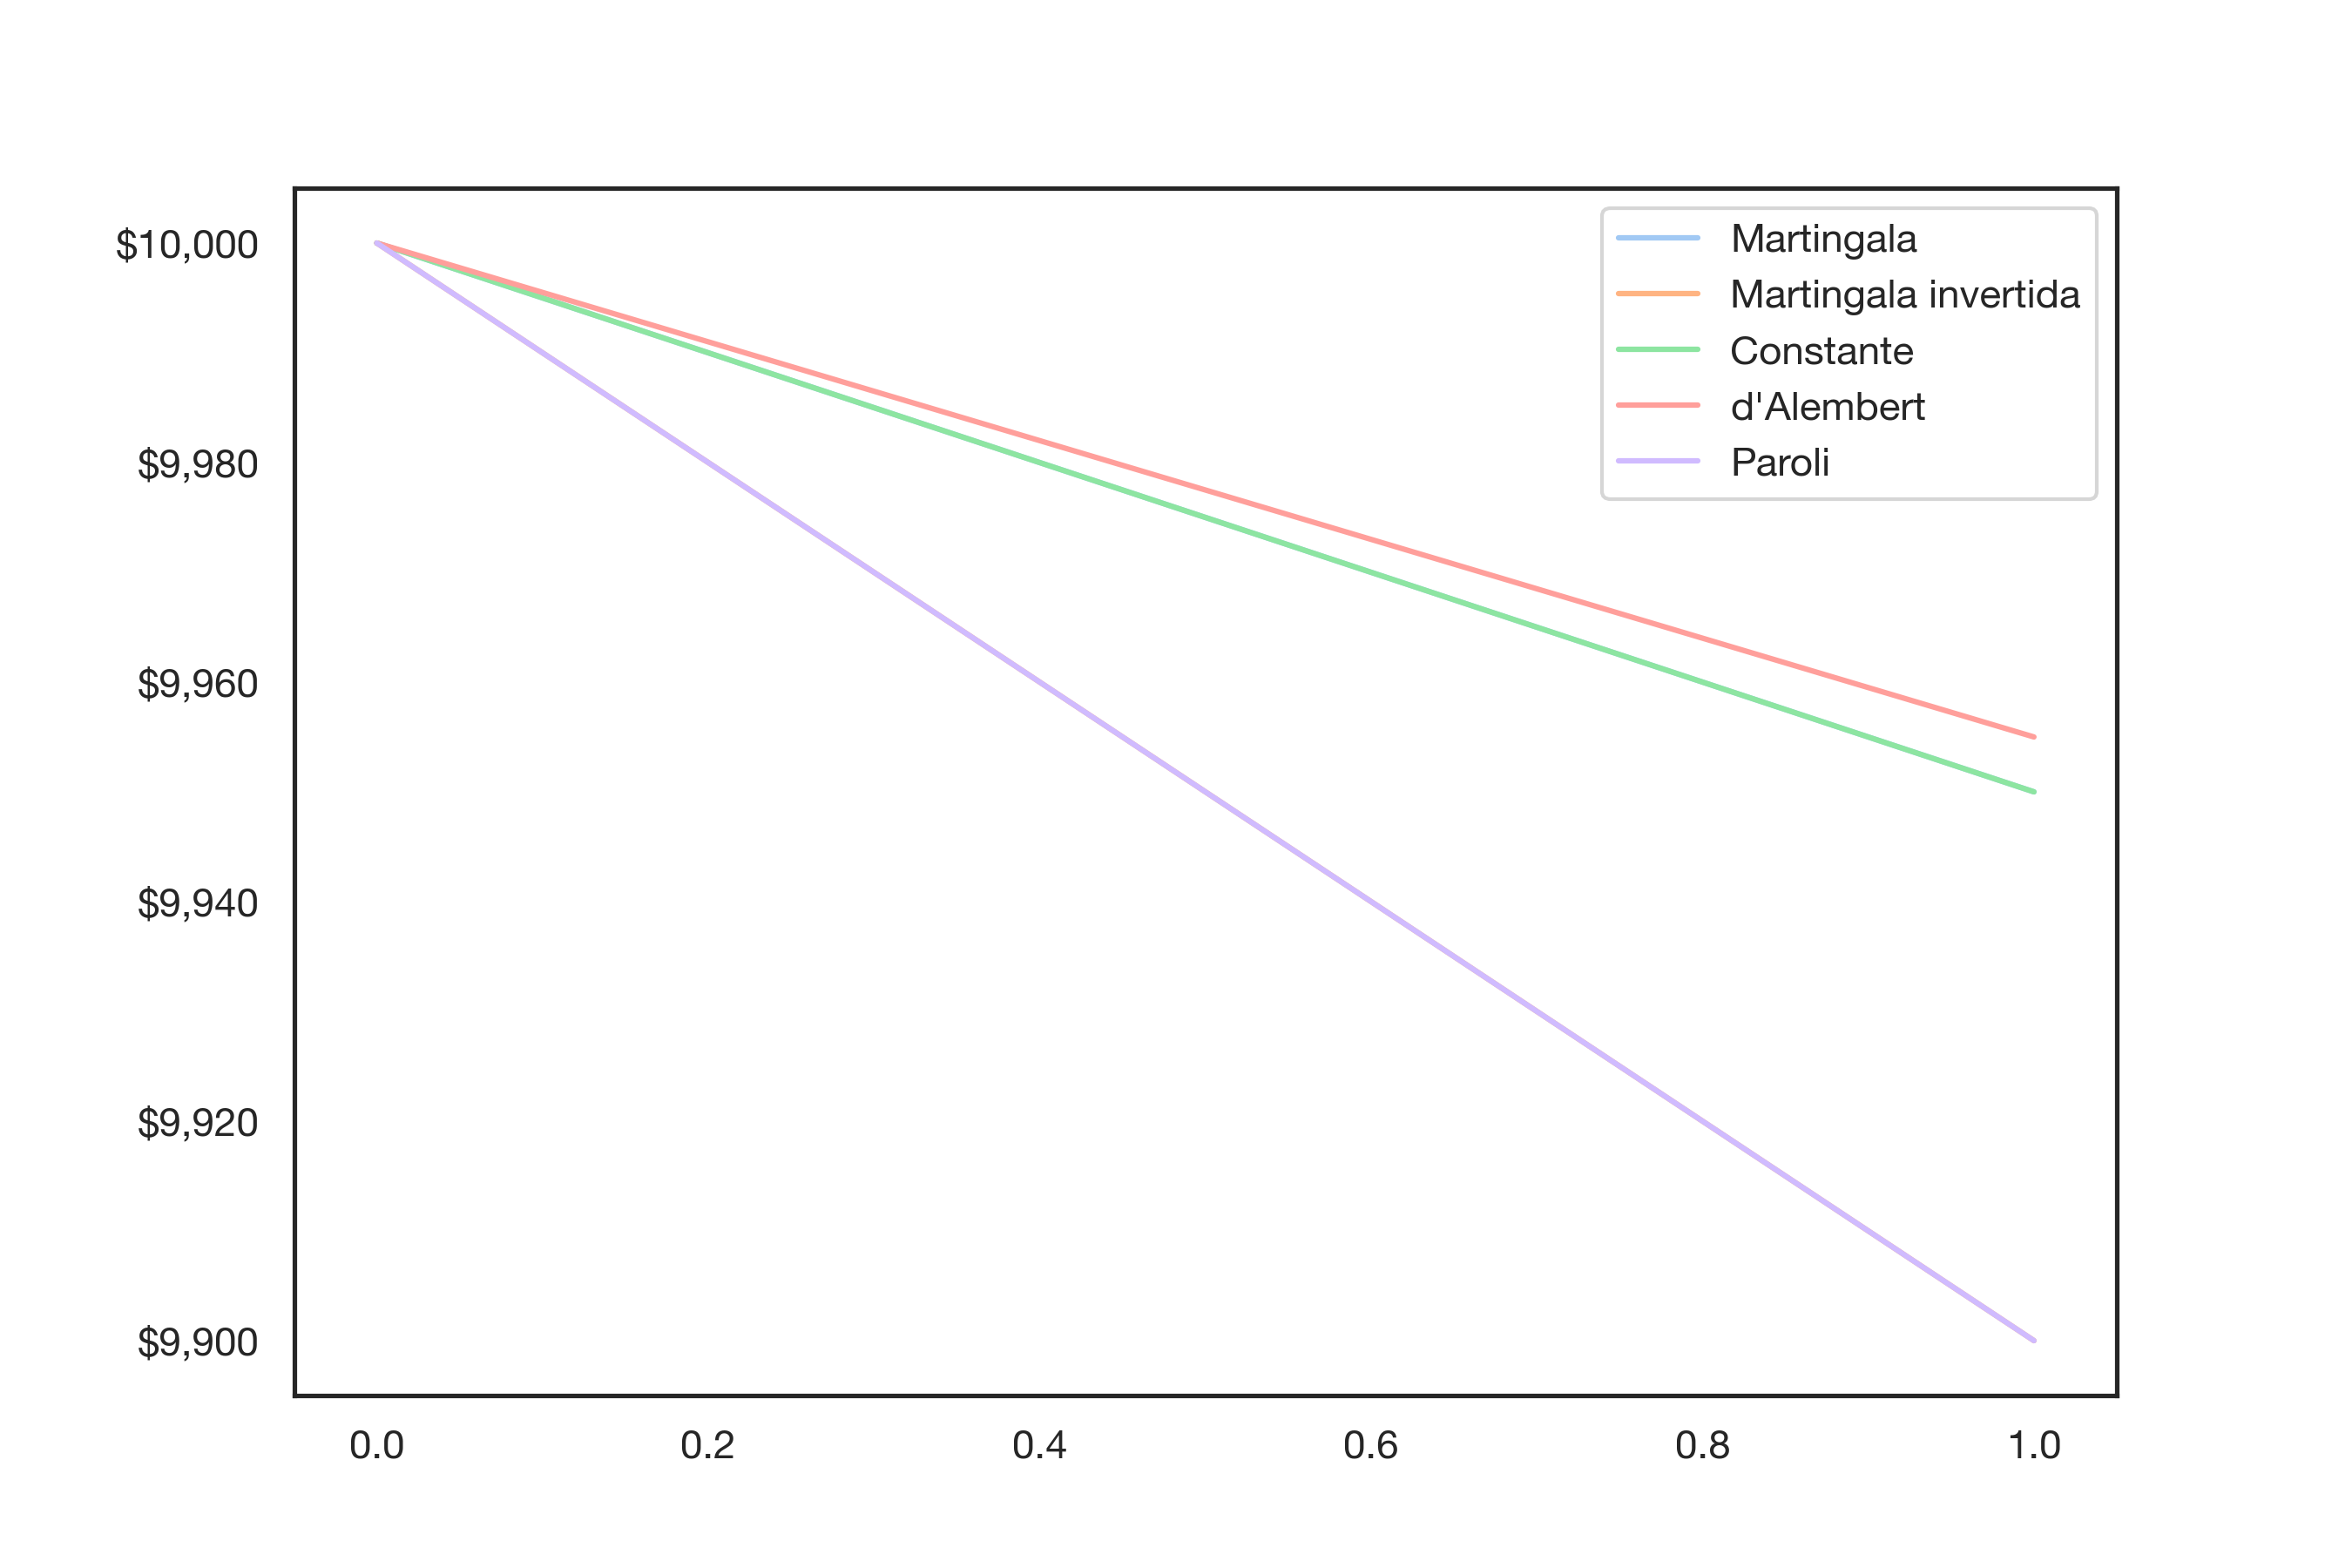 $10,000
$9,980
$9,960
$9,940
$9,920
$9,900
0.0 0.2 0.4 0.6 0.8 1.0
Martingala
Martingala invertida
Constante
d'Alembert
Paroli